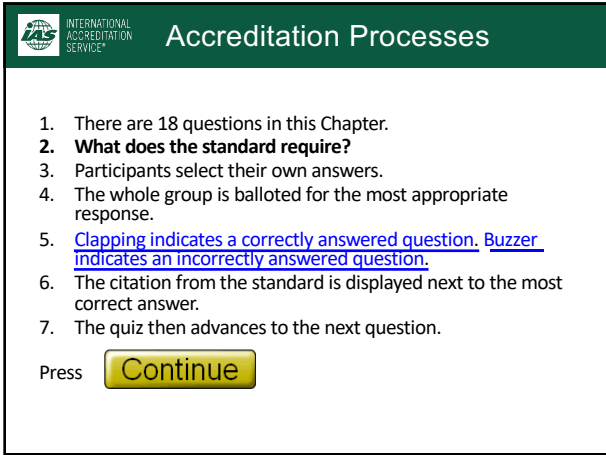 IAS
INTERNATIONAL
ACCREDITATION
SERVICE®
Accreditation Processes
1. There are 18 questions in this Chapter.
2. What does the standard require?
3. Participants select their own answers.
4. The whole group is balloted for the most appropriate
response.
5. Clapping indicates a correctly answered question. Buzzer
indicates an incorrectly answered question.
6. The citation from the standard is displayed next to the most
correct answer.
7. The quiz then advances to the next question.
Press Continue